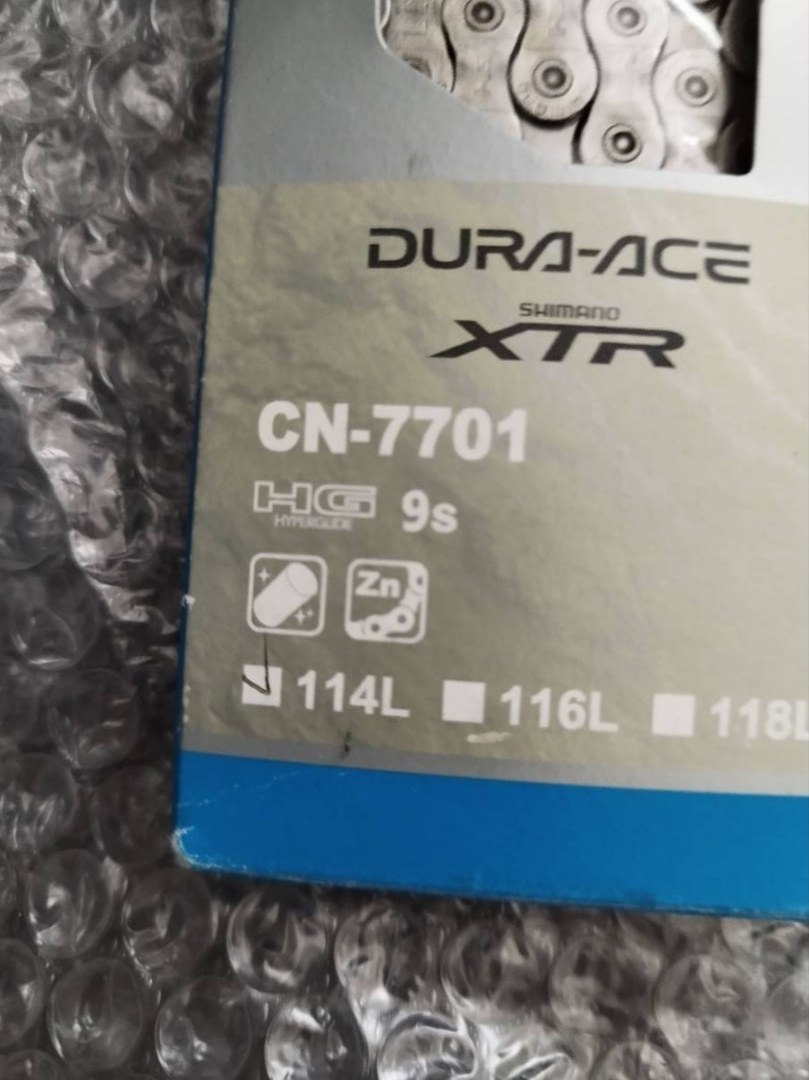 DURA-ACE
SHIMANO
XTR
CN-7701
HG 9s
HYPERGLIDE
Zn
114L 116L 118L